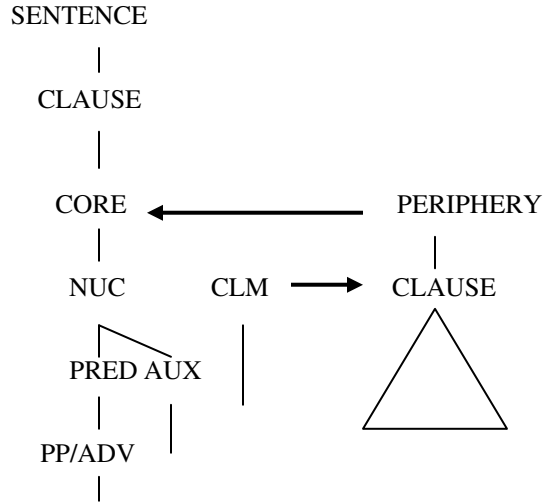 SENTENCE
CLAUSE
CORE PERIPHERY
NUC CLM CLAUSE
PRED AUX
PP/ADV